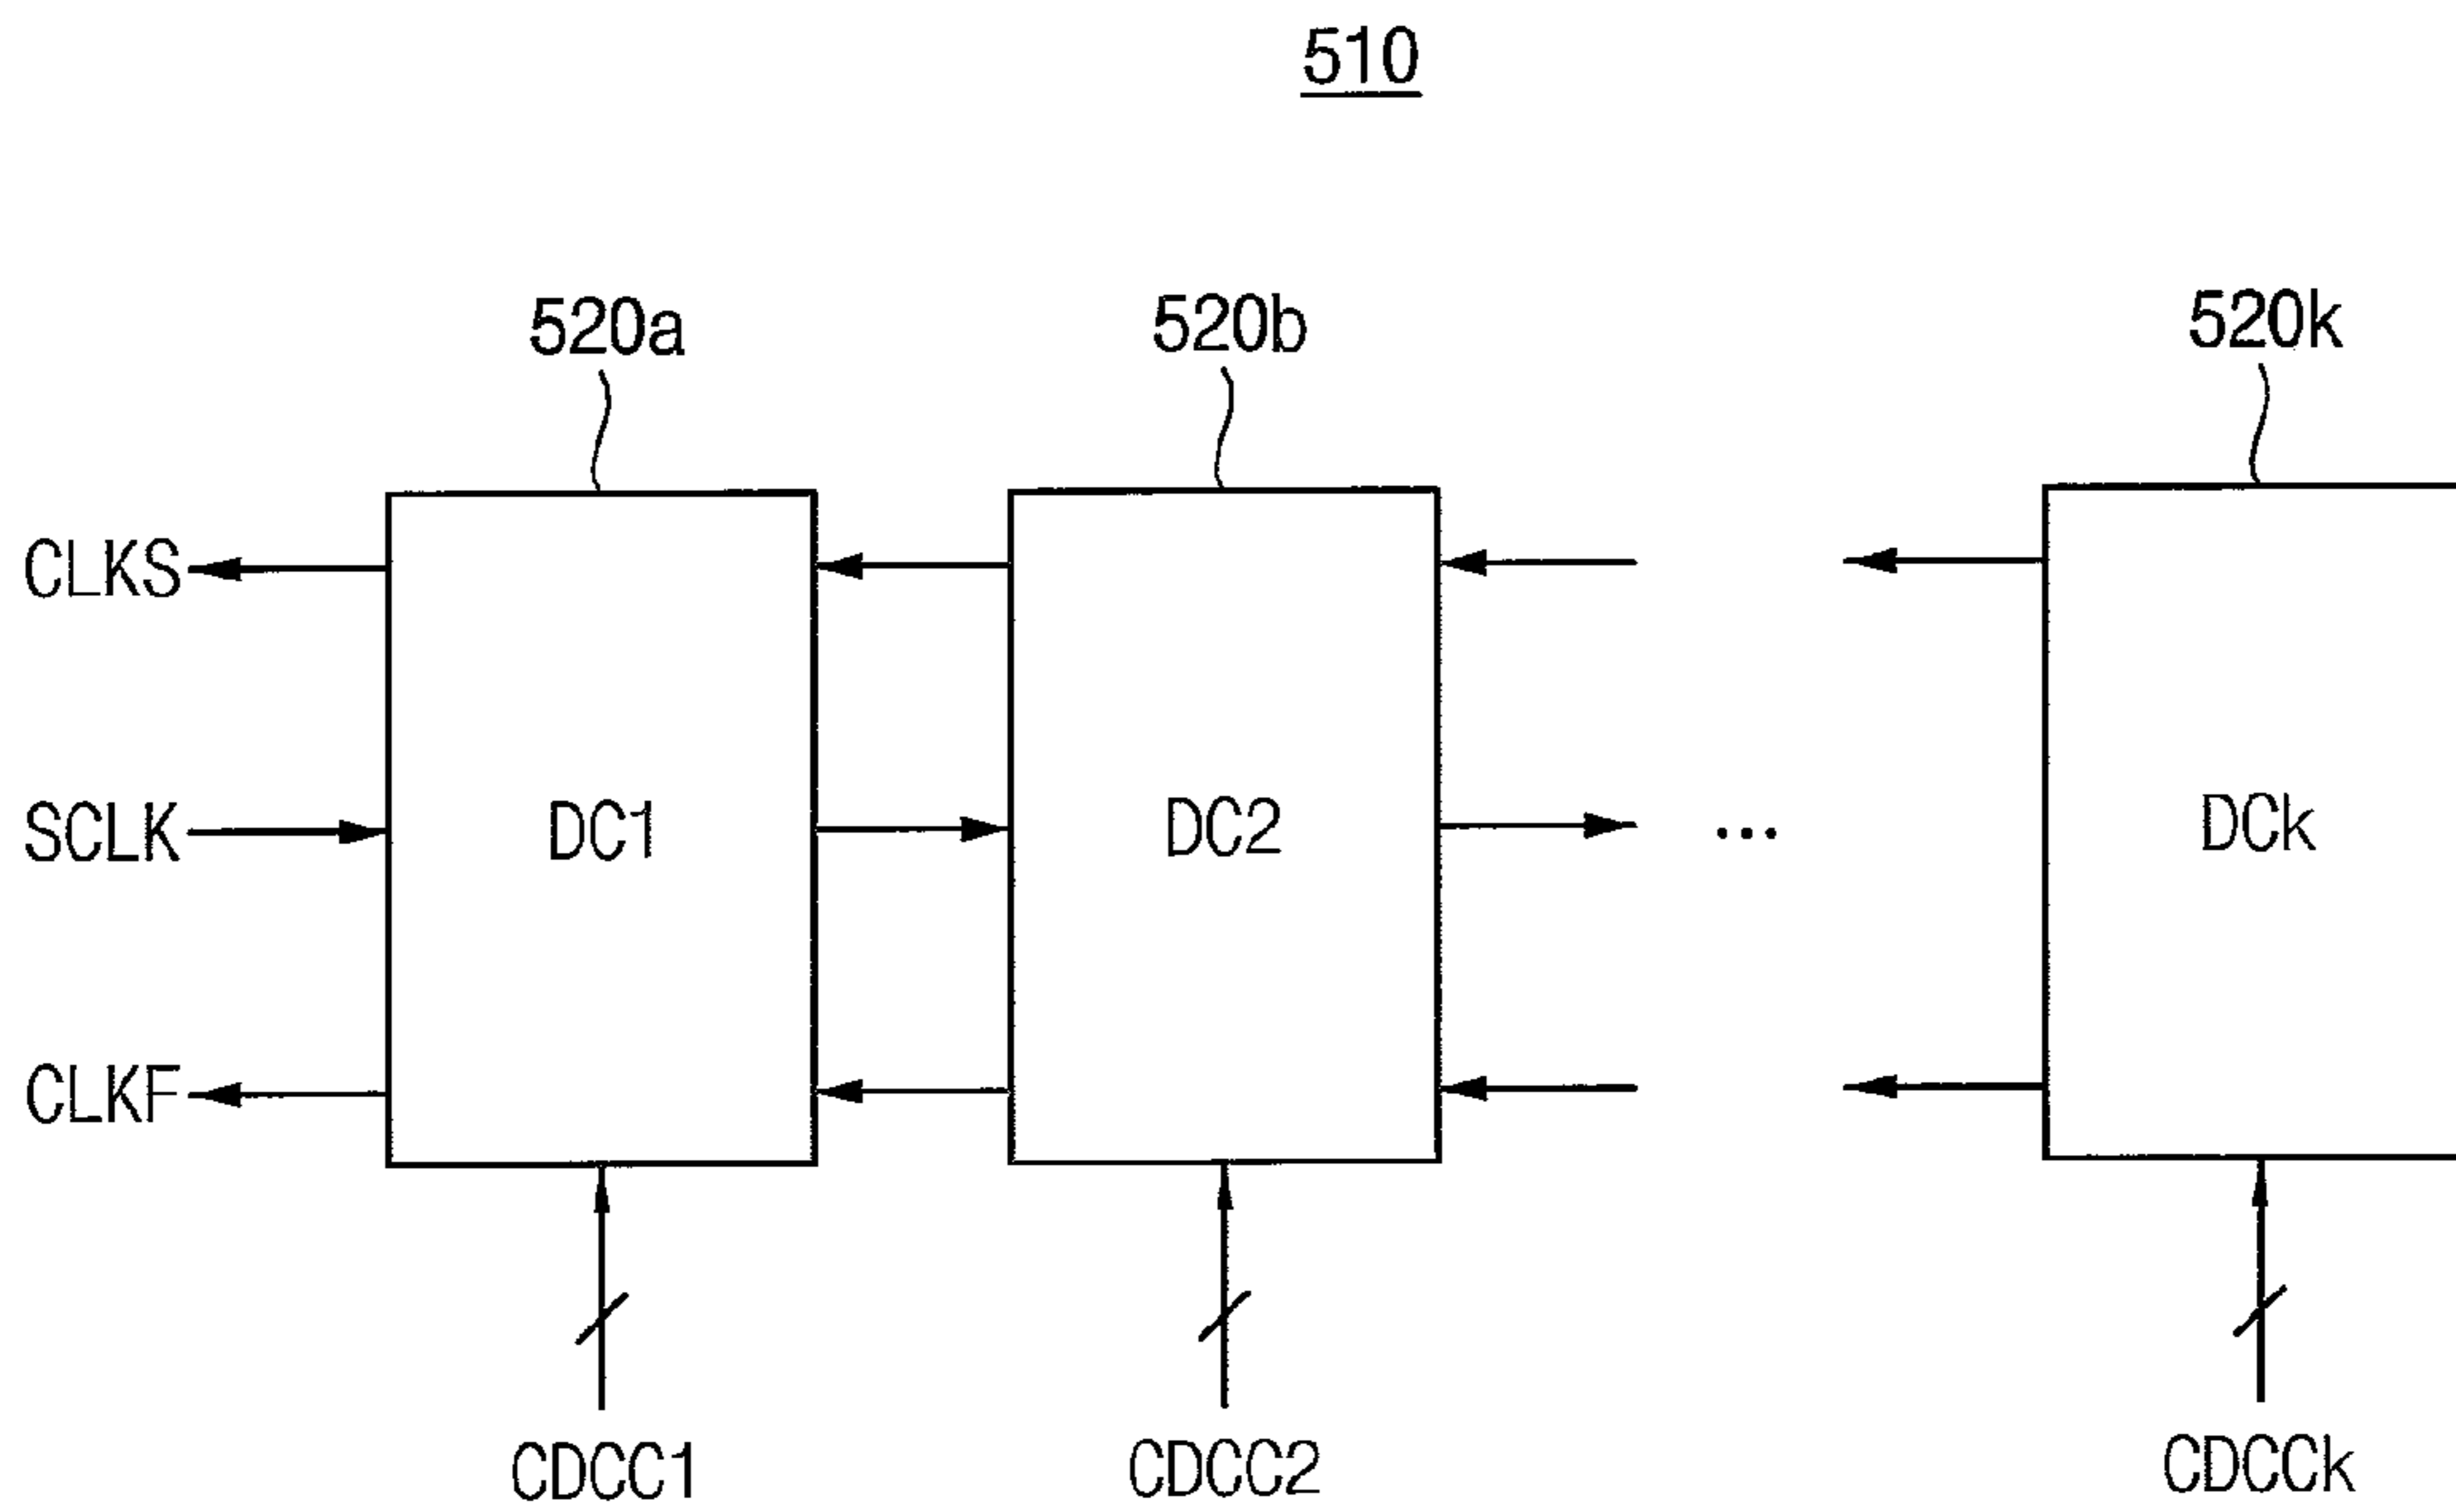 510
520a 520b 520k
CLKS
SCLK DC1 DC2 ... DCk
CLKF
CDCC1 CDCC2 CDCCk